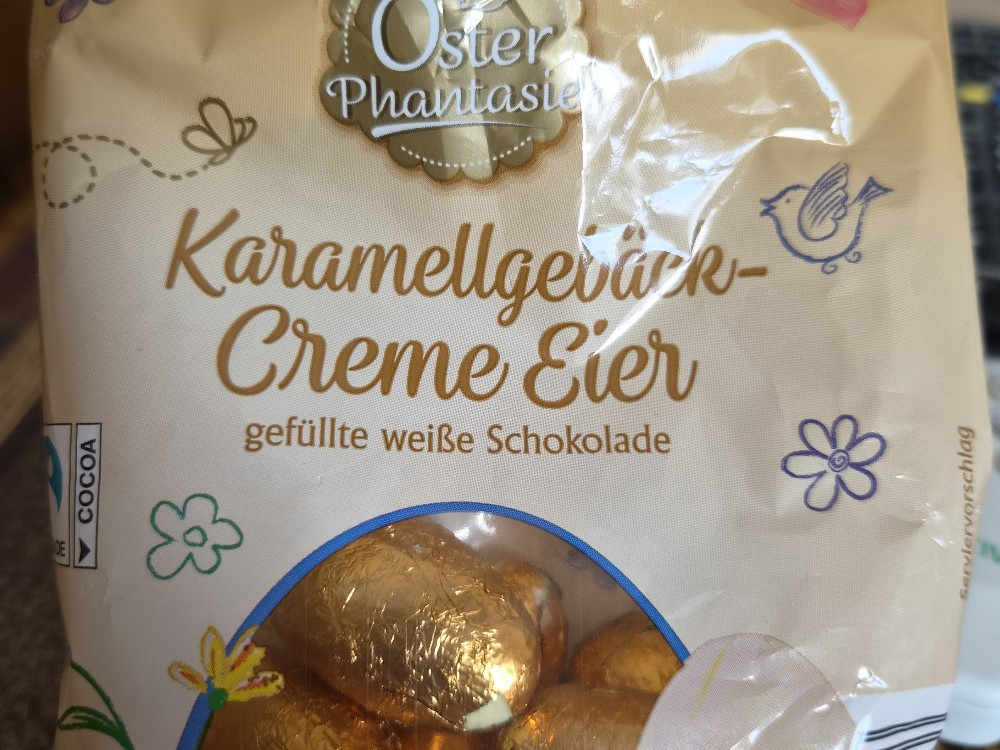 Oster
Phantasie
Karamellgebäck-
Creme Eier
gefüllte weiße Schokolade
COCOA
Serviervorschlag